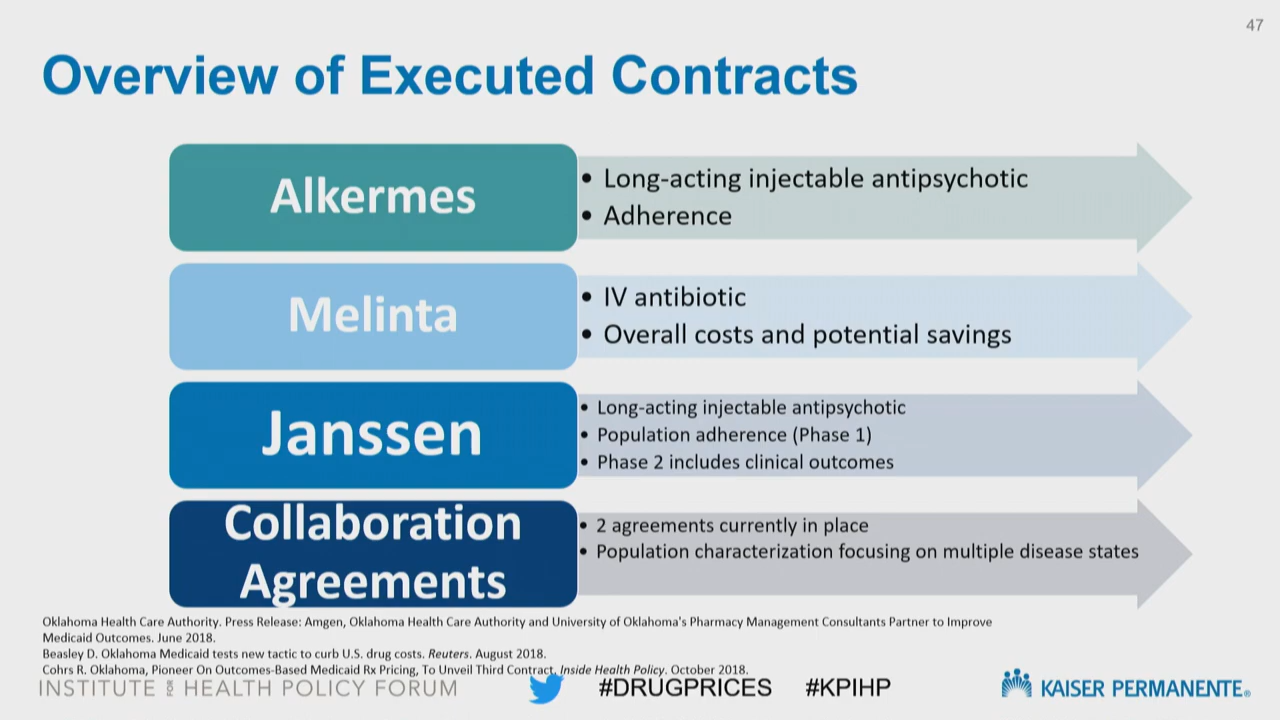 47
Overview of Executed Contracts
Alkermes
• Long-acting injectable antipsychotic
• Adherence
Melinta
• IV antibiotic
• Overall costs and potential savings
Janssen
• Long-acting injectable antipsychotic
• Population adherence (Phase 1)
• Phase 2 includes clinical outcomes
Collaboration
Agreements
• 2 agreements currently in place
• Population characterization focusing on multiple disease states
Oklahoma Health Care Authority. Press Release: Amgen, Oklahoma Health Care Authority and University of Oklahoma's Pharmacy Management Consultants Partner to Improve
Medicaid Outcomes. June 2018.
Beasley D. Oklahoma Medicaid tests new tactic to curb U.S. drug costs. Reuters. August 2018.
Cohrs R. Oklahoma, Pioneer On Outcomes-Based Medicaid Rx Pricing, To Unveil Third Contract. Inside Health Policy. October 2018.
INSTITUTE FOR HEALTH POLICY FORUM
#DRUGPRICES #KPIHP
KAISER PERMANENTE®